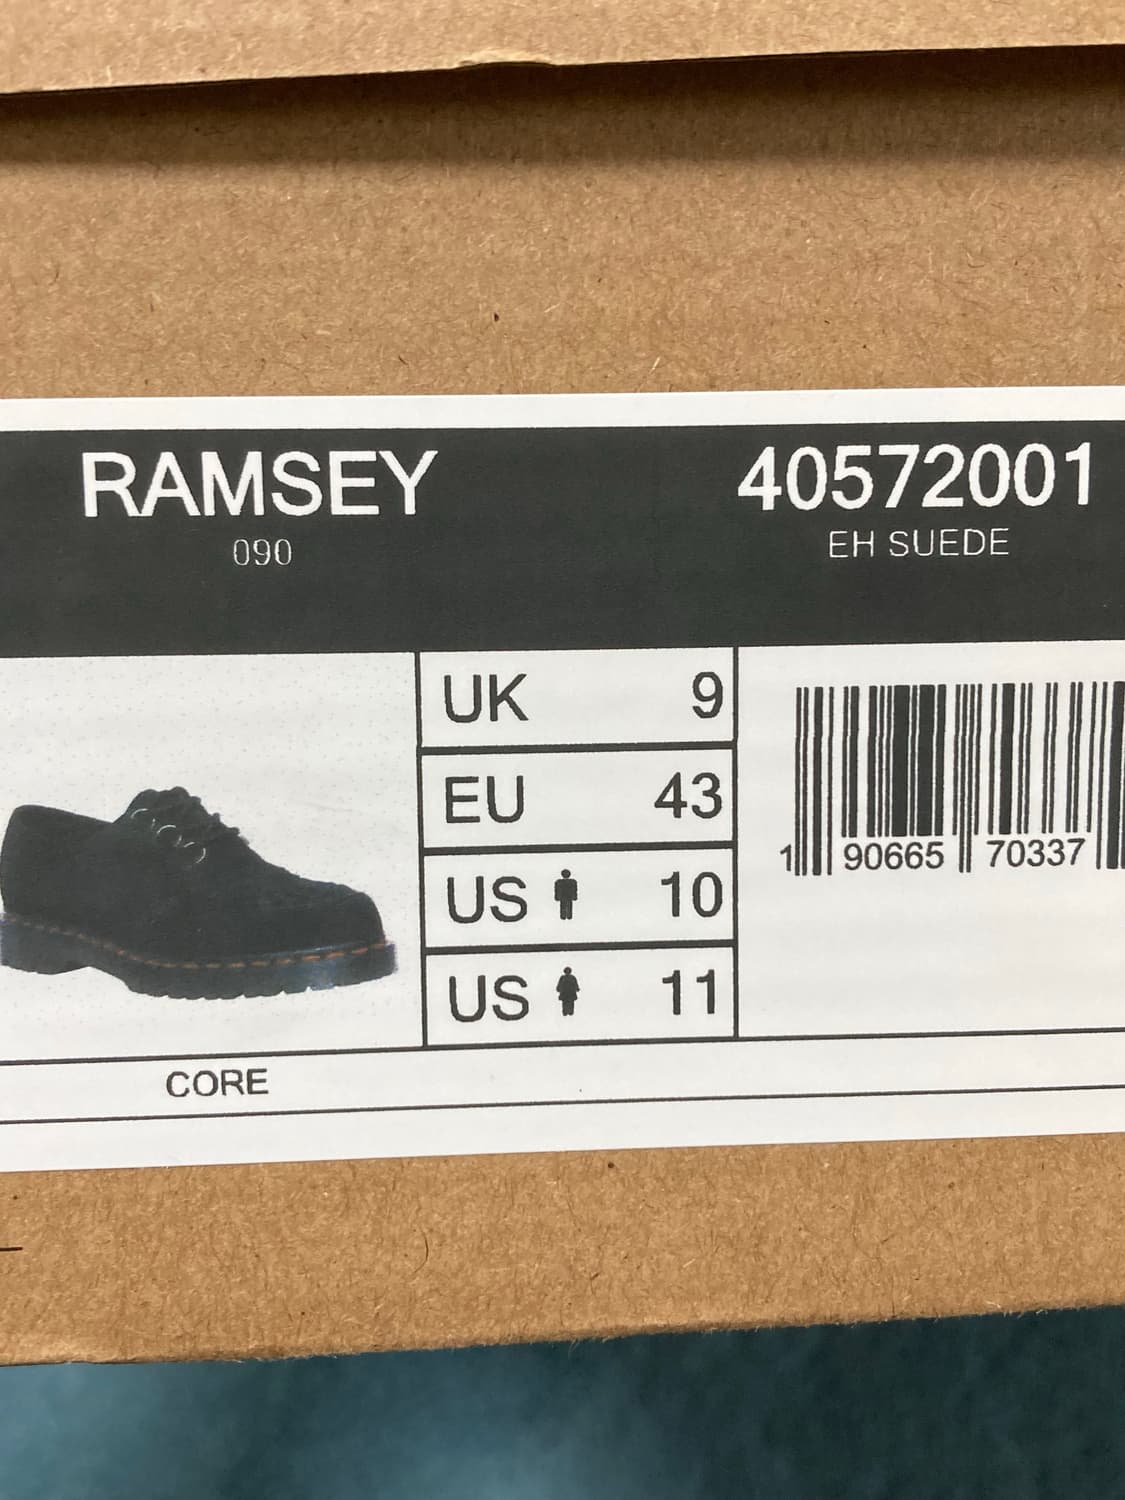 RAMSEY
090
40572001
EH SUEDE
UK 9
EU 43
US 10
US 11
1 90665 70337
CORE